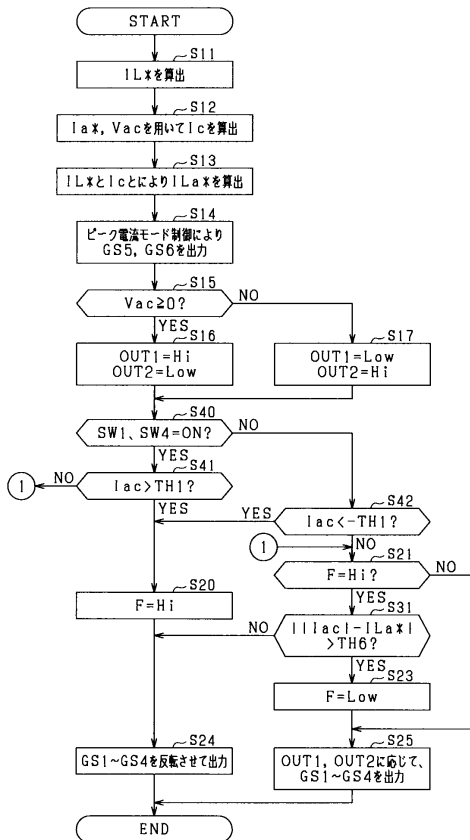 START
S11
IL*を算出
S12
Ia*, Vacを用いてIcを算出
S13
IL*とIcとによりILa*を算出
S14
ピーク電流モード制御により
GS5, GS6を出力
S15
Vac≧0?
NO
YES
S16
OUT1=Hi
OUT2=Low
S17
OUT1=Low
OUT2=Hi
S40
SW1、SW4=ON?
NO
YES
S41
Iac>TH1?
NO
1
YES
S42
Iac<-TH1?
YES
NO
1
S21
F=Hi?
NO
YES
S20
F=Hi
S31
||Iac|-ILa*|
>TH6?
NO
YES
S23
F=Low
S24
GS1~GS4を反転させて出力
S25
OUT1, OUT2に応じて、
GS1~GS4を出力
END